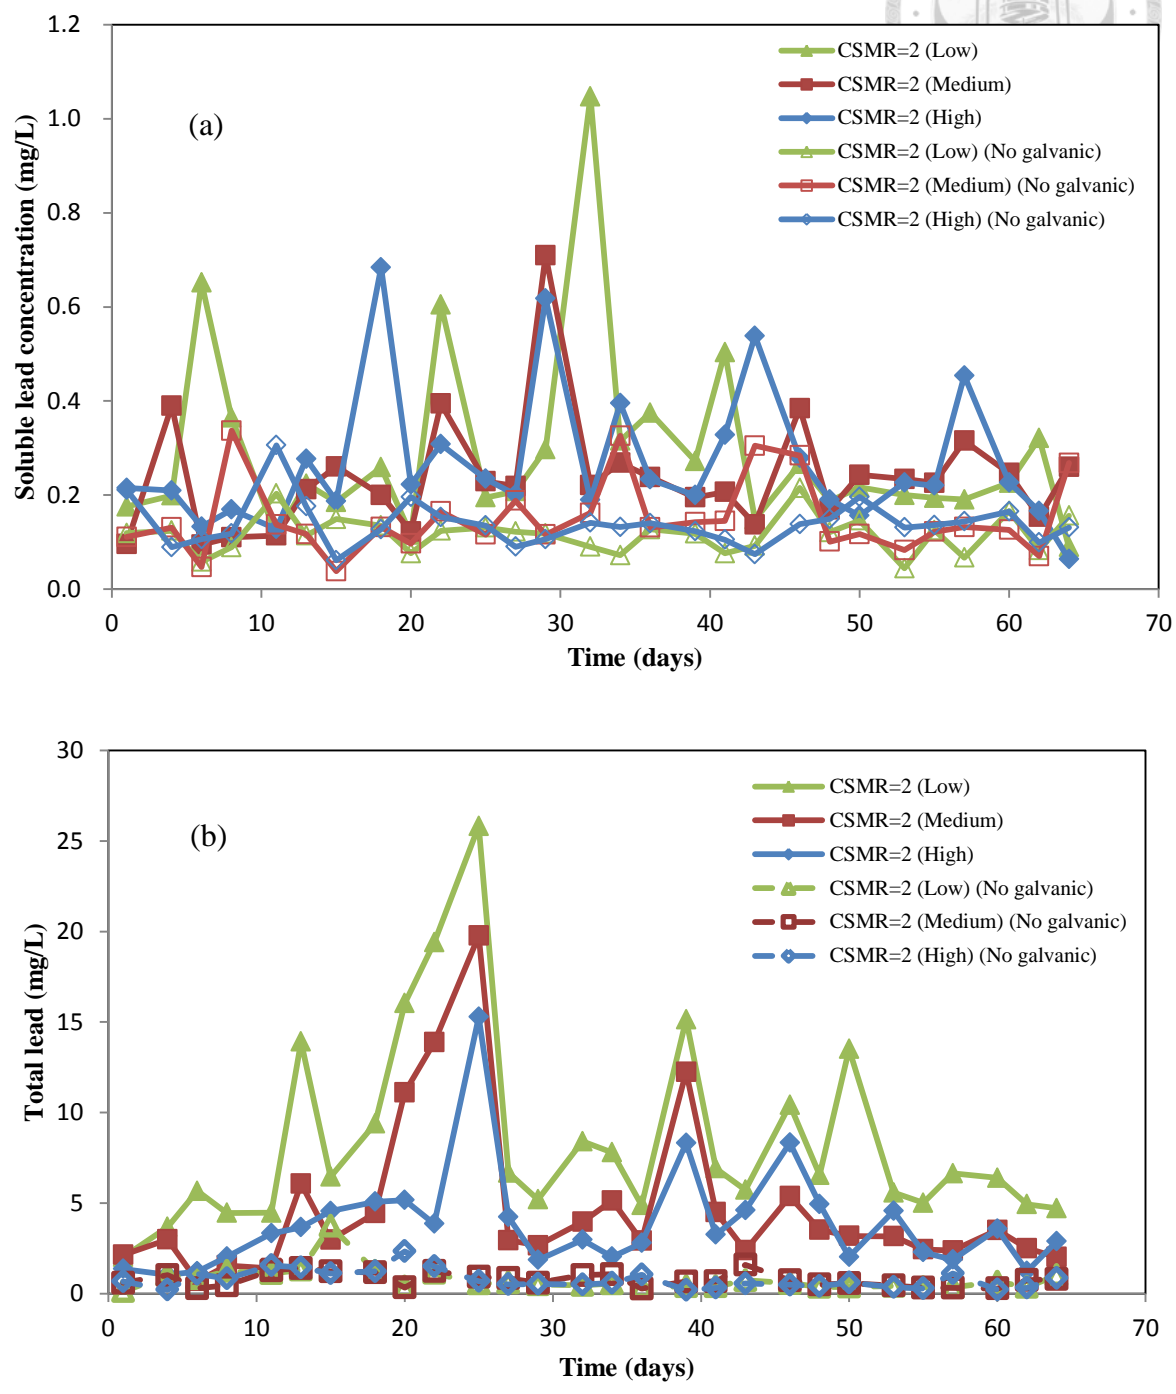 1.2
1.0
0.8
0.6
0.4
0.2
0.0
Soluble lead concentration (mg/L)
(a)
CSMR=2 (Low)
CSMR=2 (Medium)
CSMR=2 (High)
CSMR=2 (Low) (No galvanic)
CSMR=2 (Medium) (No galvanic)
CSMR=2 (High) (No galvanic)
0 10 20 30 40 50 60 70
Time (days)
30
25
20
15
10
5
0
Total lead (mg/L)
(b)
CSMR=2 (Low)
CSMR=2 (Medium)
CSMR=2 (High)
CSMR=2 (Low) (No galvanic)
CSMR=2 (Medium) (No galvanic)
CSMR=2 (High) (No galvanic)
0 10 20 30 40 50 60 70
Time (days)